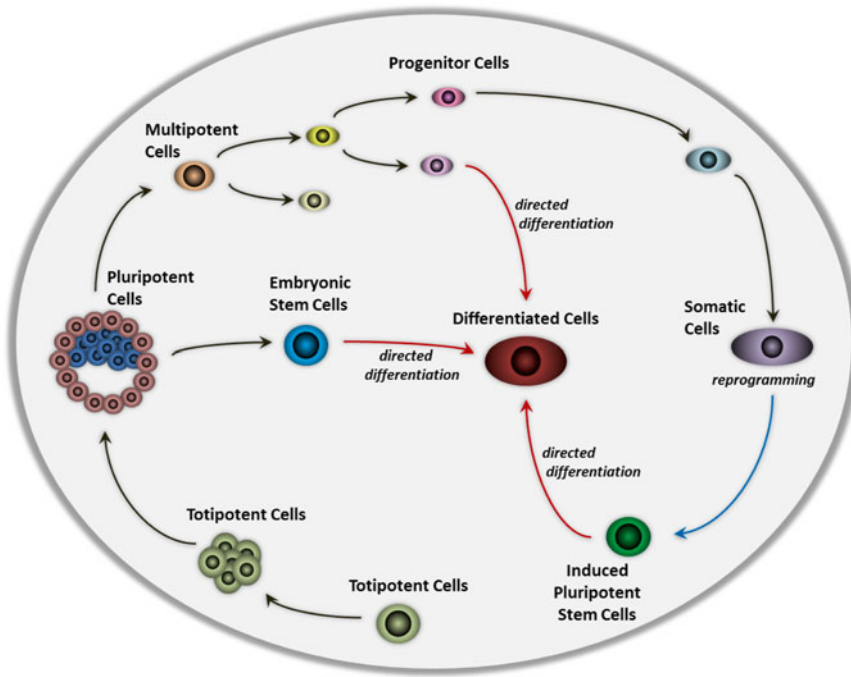 Progenitor Cells
Multipotent
Cells
directed
differentiation
Pluripotent
Cells
Embryonic
Stem Cells
Differentiated Cells
Somatic
Cells
directed
differentiation
reprogramming
directed
differentiation
Totipotent Cells
Totipotent Cells
Induced
Pluripotent
Stem Cells